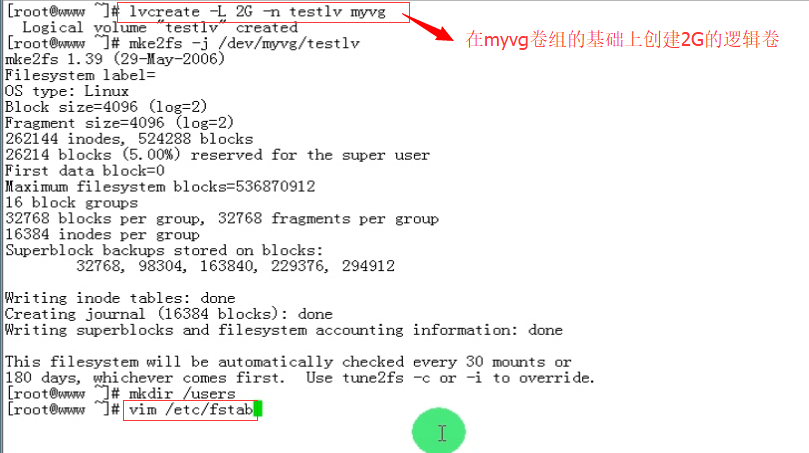 [root@www ~]# lvcreate -L 2G -n testlv myvg
在myvg卷组的基础上创建2G的逻辑卷
  Logical volume "testlv" created
[root@www ~]# mke2fs -j /dev/myvg/testlv
mke2fs 1.39 (29-May-2006)
Filesystem label=
OS type: Linux
Block size=4096 (log=2)
Fragment size=4096 (log=2)
262144 inodes, 524288 blocks
26214 blocks (5.00%) reserved for the super user
First data block=0
Maximum filesystem blocks=536870912
16 block groups
32768 blocks per group, 32768 fragments per group
16384 inodes per group
Superblock backups stored on blocks:
        32768, 98304, 163840, 229376, 294912

Writing inode tables: done
Creating journal (16384 blocks): done
Writing superblocks and filesystem accounting information: done

This filesystem will be automatically checked every 30 mounts or
180 days, whichever comes first.  Use tune2fs -c or -i to override.
[root@www ~]# mkdir /users
[root@www ~]# vim /etc/fstab